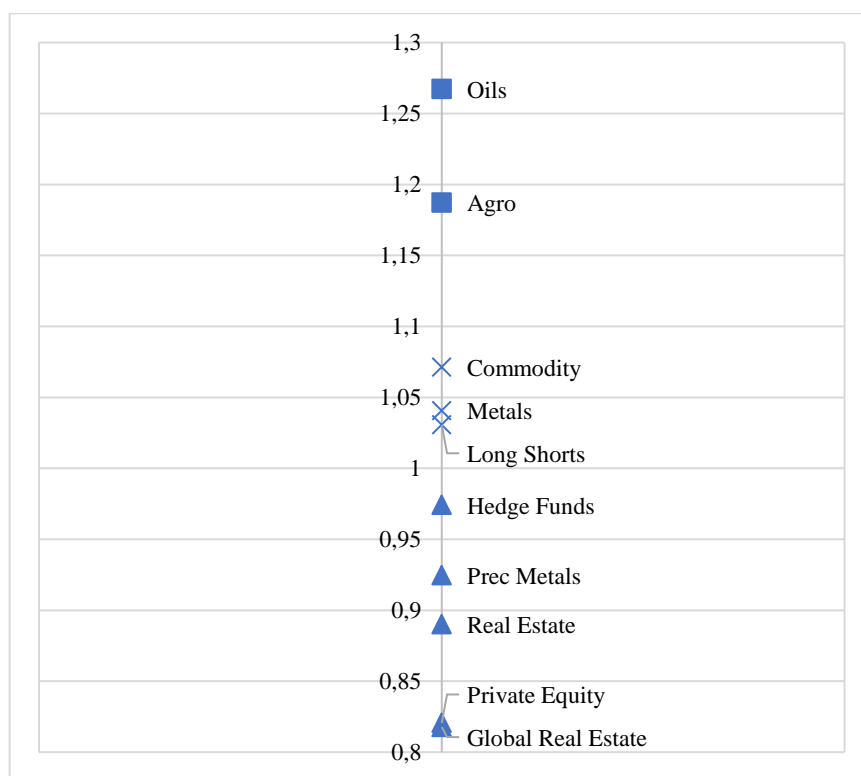 1,3
Oils
1,25
1,2
Agro
1,15
1,1
Commodity
1,05
Metals
Long Shorts
1
Hedge Funds
0,95
Prec Metals
0,9
Real Estate
0,85
Private Equity
Global Real Estate
0,8